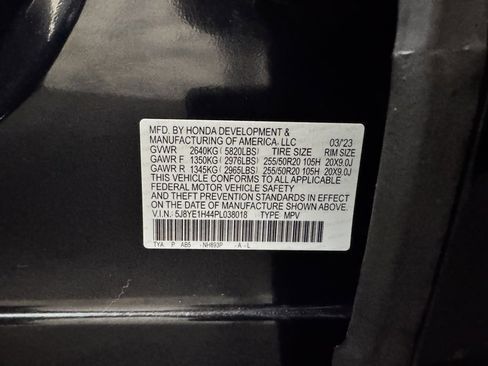 MFD. BY HONDA DEVELOPMENT &
MANUFACTURING OF AMERICA, LLC 03/'23
GVWR 2640KG (5820LBS) TIRE SIZE RIM SIZE
GAWR F 1350KG (2976LBS) 255/50R20 105H 20X9.0J
GAWR R 1345KG (2965LBS) 255/50R20 105H 20X9.0J
THIS VEHICLE CONFORMS TO ALL APPLICABLE
FEDERAL MOTOR VEHICLE SAFETY, BUMPER,
AND THEFT PREVENTION STANDARDS IN EFFECT
ON THE DATE OF MANUFACTURE SHOWN ABOVE.
V.I.N.: 5J8YE1H44PL038018 TYPE: MPV
TYA P AB5 -NH893P -A -L